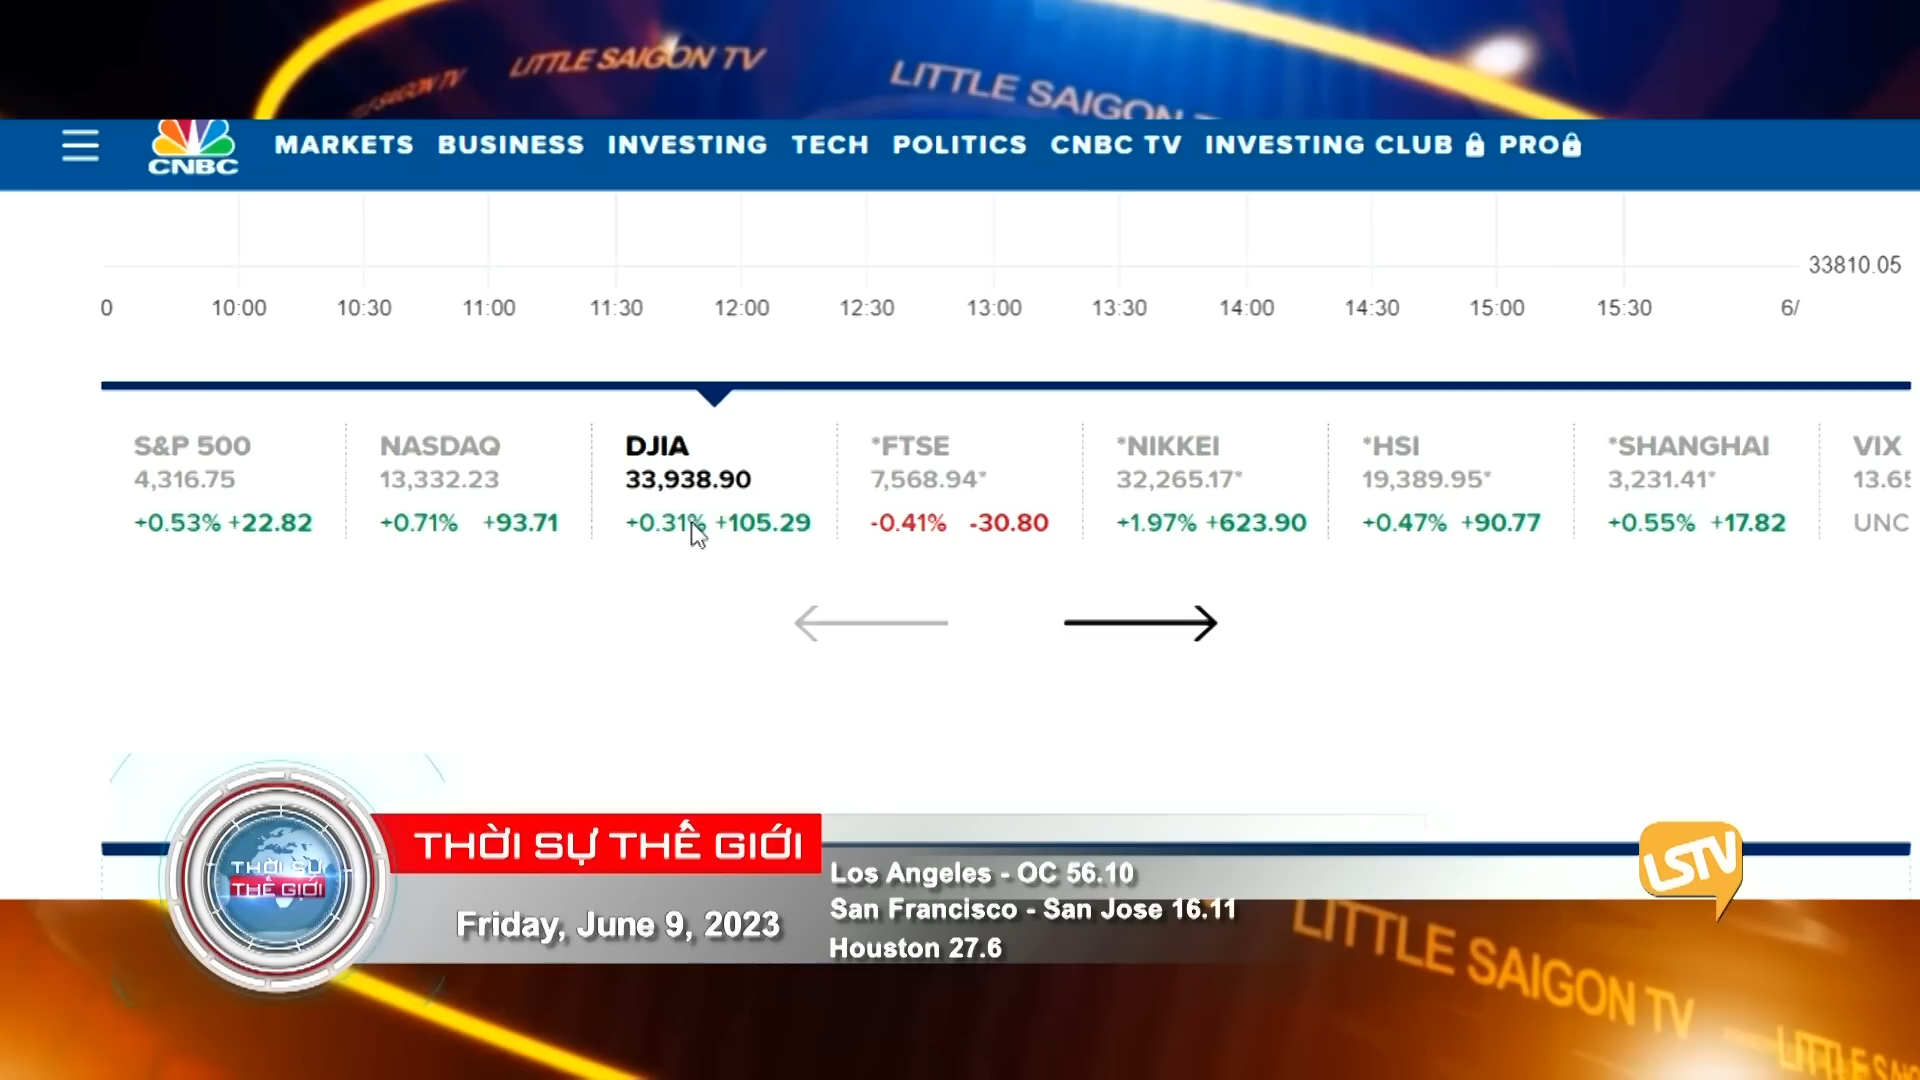 LITTLE SAIGON TV
LITTLE SAIGON
CNBC
MARKETS BUSINESS INVESTING TECH POLITICS CNBC TV INVESTING CLUB PRO
33810.05
0 10:00 10:30 11:00 11:30 12:00 12:30 13:00 13:30 14:00 14:30 15:00 15:30 6/
S&P 500 NASDAQ DJIA *FTSE *NIKKEI *HSI *SHANGHAI VIX
4,316.75 13,332.23 33,938.90 7,568.94* 32,265.17* 19,389.95* 3,231.41* 13.65
+0.53% +22.82 +0.71% +93.71 +0.31% +105.29 -0.41% -30.80 +1.97% +623.90 +0.47% +90.77 +0.55% +17.82 UNC
THỜI SỰ THẾ GIỚI
THỜI SỰ
THẾ GIỚI
Friday, June 9, 2023
Los Angeles - OC 56.10
San Francisco - San Jose 16.11
Houston 27.6
LSTV
LITTLE SAIGON TV
LITTLE SA